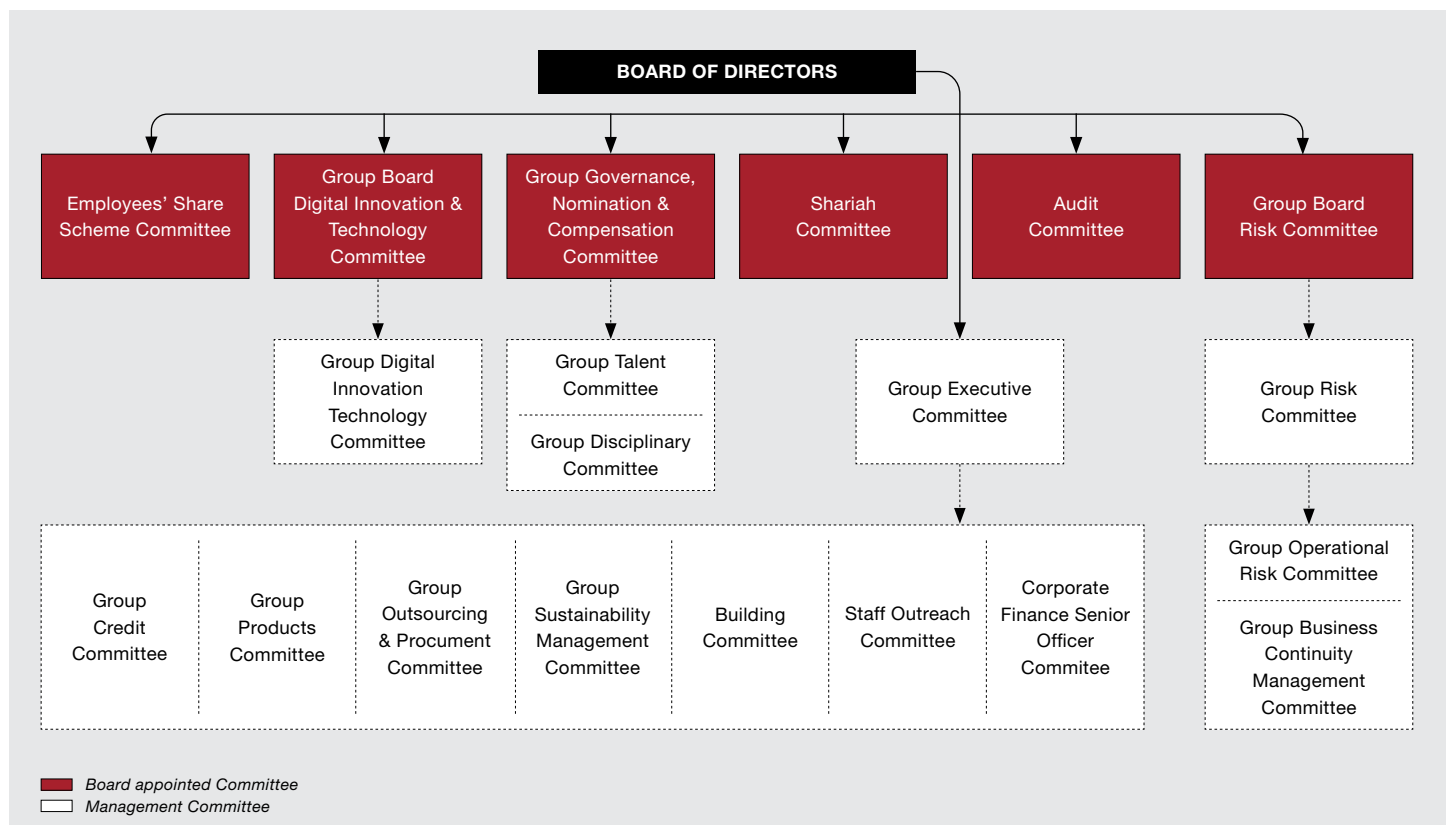 BOARD OF DIRECTORS
Employees’ Share
Scheme Committee
Group Board
Digital Innovation &
Technology
Committee
Group Governance,
Nomination &
Compensation
Committee
Shariah
Committee
Audit
Committee
Group Board
Risk Committee
Group Digital
Innovation
Technology
Committee
Group Talent
Committee
Group Disciplinary
Committee
Group Executive
Committee
Group Risk
Committee
Group
Credit
Committee
Group
Products
Committee
Group
Outsourcing
& Procument
Committee
Group
Sustainability
Management
Committee
Building
Committee
Staff Outreach
Committee
Corporate
Finance Senior
Officer
Commitee
Group Operational
Risk Committee
Group Business
Continuity
Management
Committee
Board appointed Committee
Management Committee